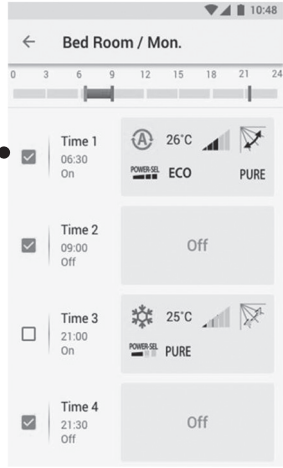 10:48
Bed Room / Mon.
0 3 6 9 12 15 18 21 24
Time 1
06:30
On
A 26°C
POWER-SEL ECO PURE
Time 2
09:00
Off
Off
Time 3
21:00
On
25°C
POWER-SEL PURE
Time 4
21:30
Off
Off